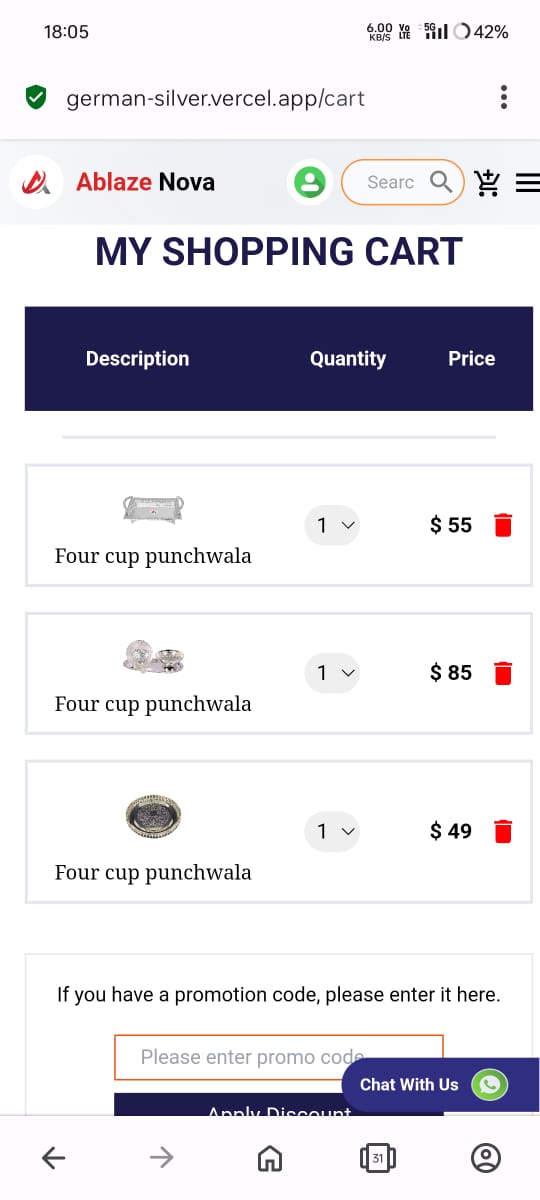 18:05
6.00 KB/S Vo LTE 5G 42%
german-silver.vercel.app/cart
Ablaze Nova
Searc
MY SHOPPING CART
Description Quantity Price
1 $ 55
Four cup punchwala
1 $ 85
Four cup punchwala
1 $ 49
Four cup punchwala
If you have a promotion code, please enter it here.
Please enter promo code
Chat With Us
Apply Discount
31